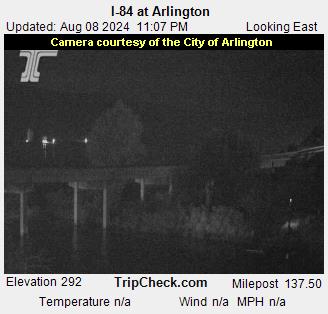 I-84 at Arlington
Updated: Aug 08 2024 11:07 PM Looking East
Camera courtesy of the City of Arlington
Elevation 292 TripCheck.com Milepost 137.50
Temperature n/a Wind n/a MPH n/a